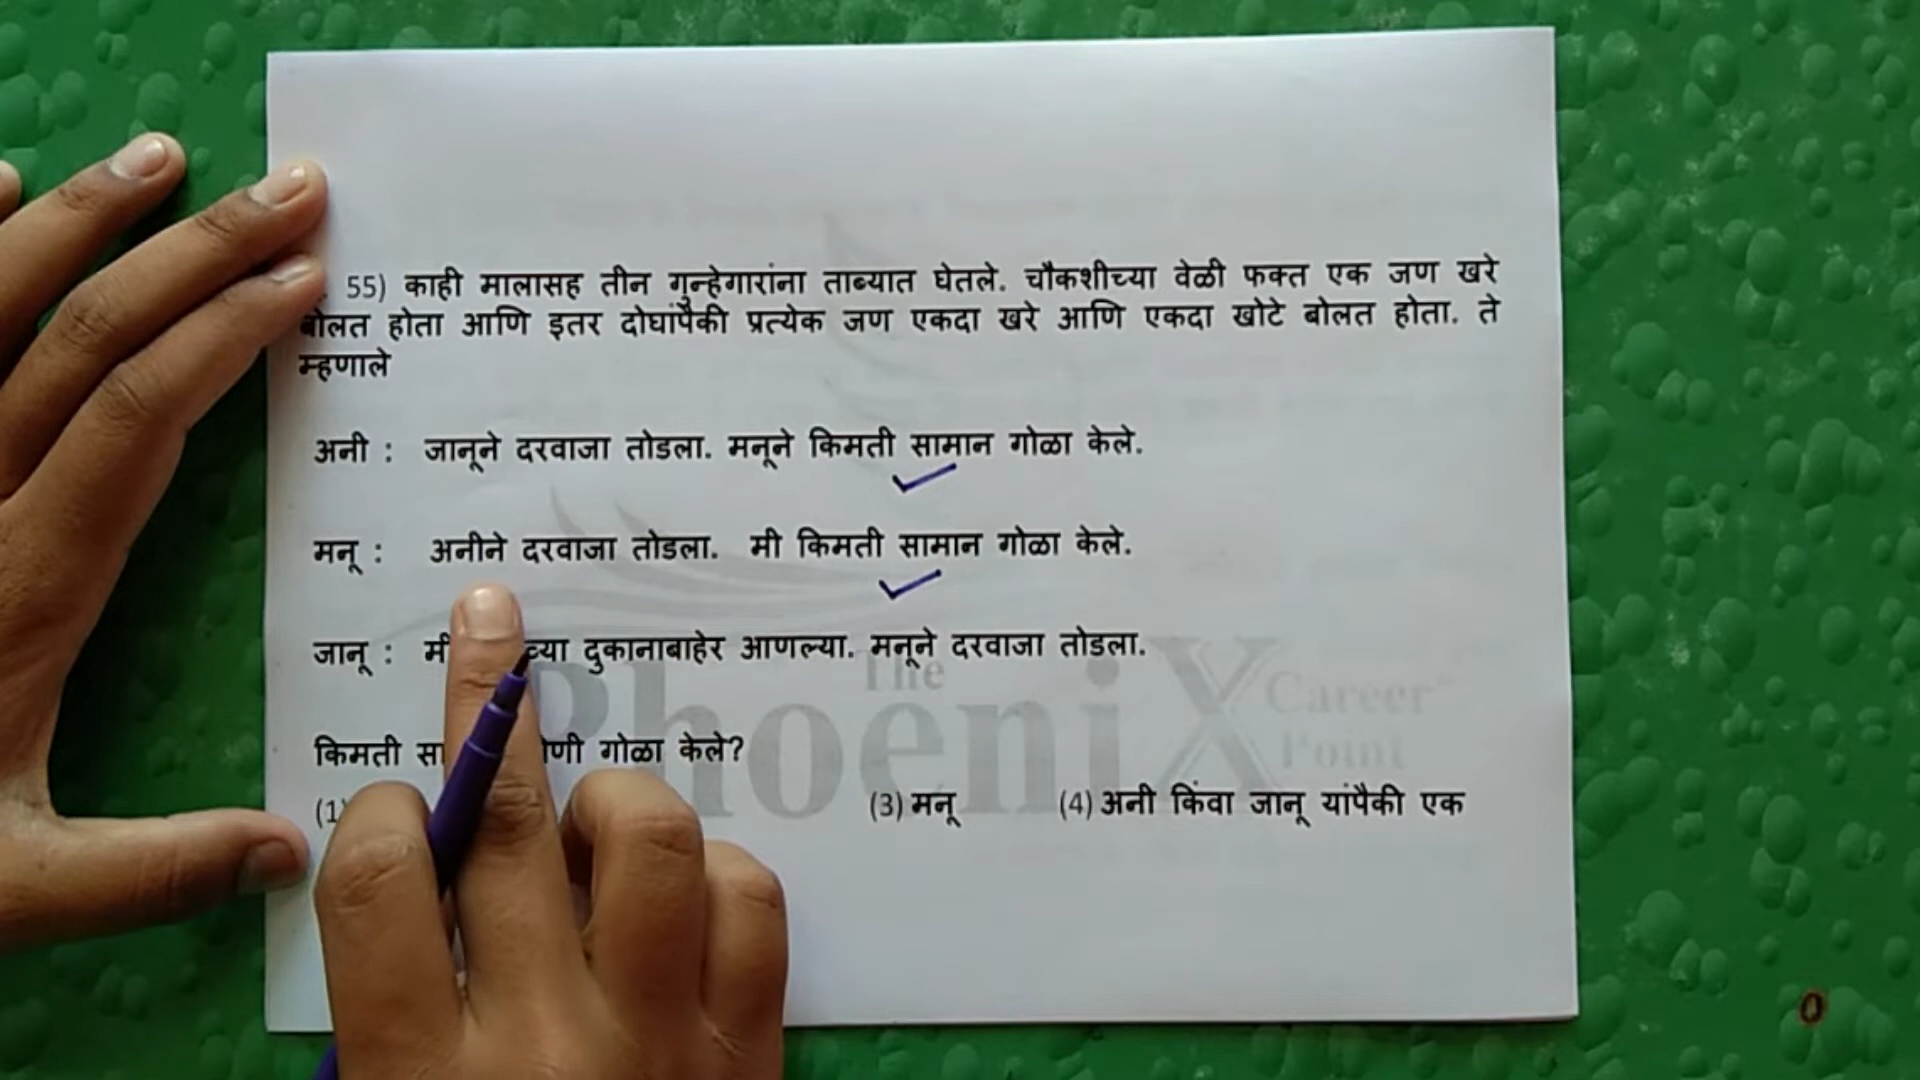 55) काही मालासह तीन गुन्हेगारांना ताब्यात घेतले. चौकशीच्या वेळी फक्त एक जण खरे
बोलत होता आणि इतर दोघांपैकी प्रत्येक जण एकदा खरे आणि एकदा खोटे बोलत होता. ते
म्हणाले
अनी : जानूने दरवाजा तोडला. मनूने किमती सामान गोळा केले.
मनू : अनीने दरवाजा तोडला. मी किमती सामान गोळा केले.
जानू : मी दुकानाबाहेर आणल्या. मनूने दरवाजा तोडला.
किमती गोळा केले?
(1) (3) मनू (4) अनी किंवा जानू यांपैकी एक
The PhoeniX Career Point
0